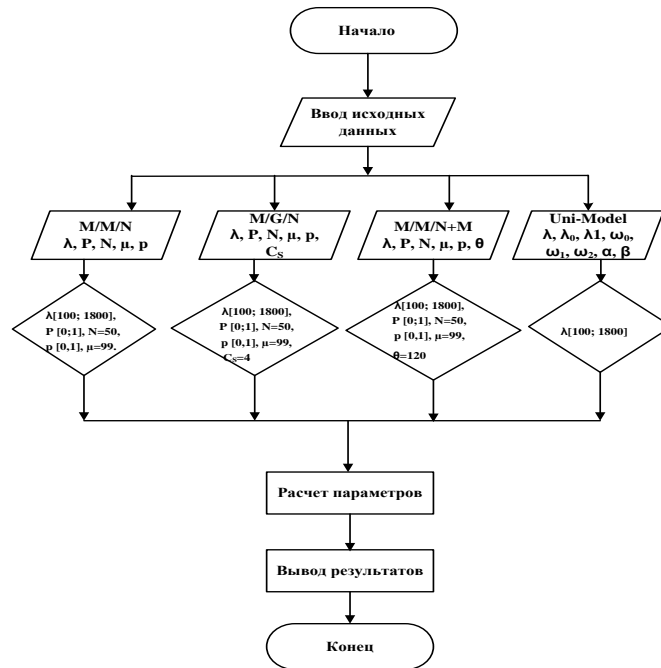 Начало
Ввод исходных
данных
M/M/N
λ, P, N, μ, p
M/G/N
λ, P, N, μ, p,
C_S
M/M/N+M
λ, P, N, μ, p, θ
Uni-Model
λ, λ₀, λ1, ω₀,
ω₁, ω₂, α, β
λ[100; 1800],
P [0;1], N=50,
p [0,1], μ=99.
λ[100; 1800],
P [0;1], N=50,
p [0,1], μ=99,
C_S=4
λ[100; 1800],
P [0;1], N=50,
p [0,1], μ=99,
θ=120
λ[100; 1800]
Расчет параметров
Вывод результатов
Конец